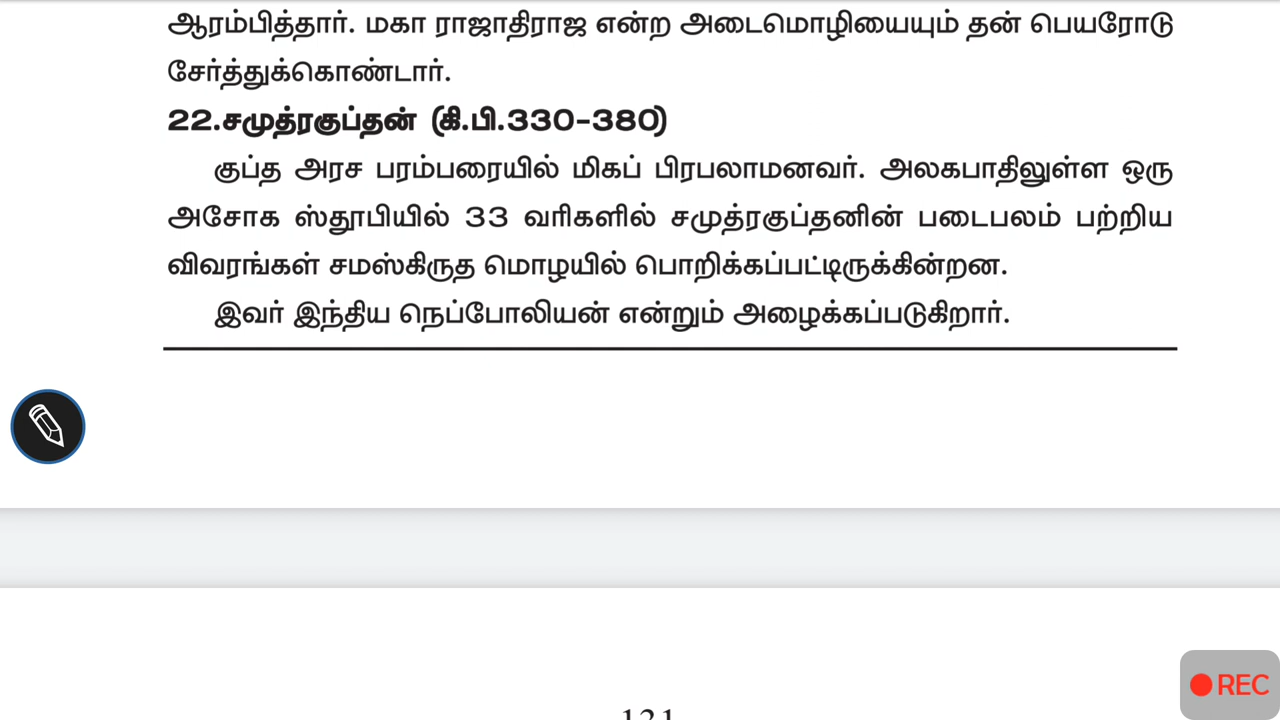 ஆரம்பித்தார். மகா ராஜாதிராஜ என்ற அடைமொழியையும் தன் பெயரோடு
சேர்த்துக்கொண்டார்.
22.சமுத்ரகுப்தன் (கி.பி.330-380)
குப்த அரச பரம்பரையில் மிகப் பிரபலாமனவர். அலகபாதிலுள்ள ஒரு
அசோக ஸ்தூபியில் 33 வரிகளில் சமுத்ரகுப்தனின் படைபலம் பற்றிய
விவரங்கள் சமஸ்கிருத மொழயில் பொறிக்கப்பட்டிருக்கின்றன.
இவர் இந்திய நெப்போலியன் என்றும் அழைக்கப்படுகிறார்.
REC